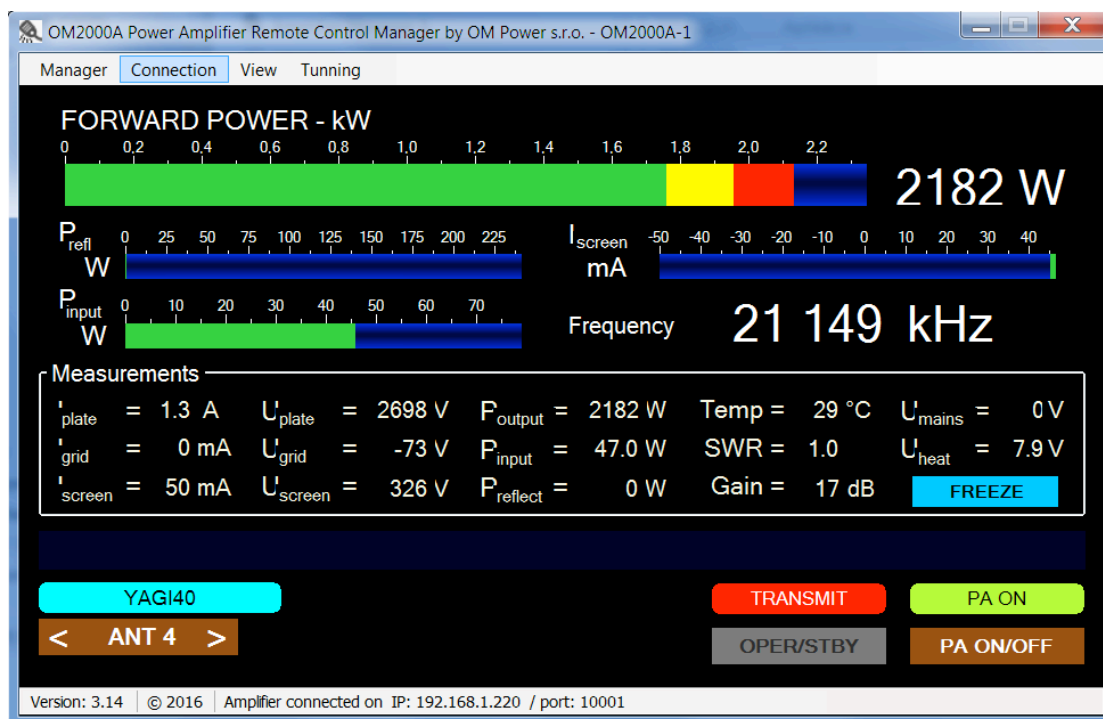 OM2000A Power Amplifier Remote Control Manager by OM Power s.r.o. - OM2000A-1
Manager Connection View Tunning
FORWARD POWER - kW
0 0,2 0,4 0,6 0,8 1,0 1,2 1,4 1,6 1,8 2,0 2,2
2182 W
Prefl W 0 25 50 75 100 125 150 175 200 225
Iscreen mA -50 -40 -30 -20 -10 0 10 20 30 40
Pinput W 0 10 20 30 40 50 60 70
Frequency 21 149 kHz
Measurements
Iplate = 1.3 A Uplate = 2698 V Poutput = 2182 W Temp = 29 °C Umains = 0 V
Igrid = 0 mA Ugrid = -73 V Pinput = 47.0 W SWR = 1.0 Uheat = 7.9 V
Iscreen = 50 mA Uscreen = 326 V Preflect = 0 W Gain = 17 dB FREEZE
YAGI40 TRANSMIT PA ON
< ANT 4 > OPER/STBY PA ON/OFF
Version: 3.14 © 2016 Amplifier connected on IP: 192.168.1.220 / port: 10001